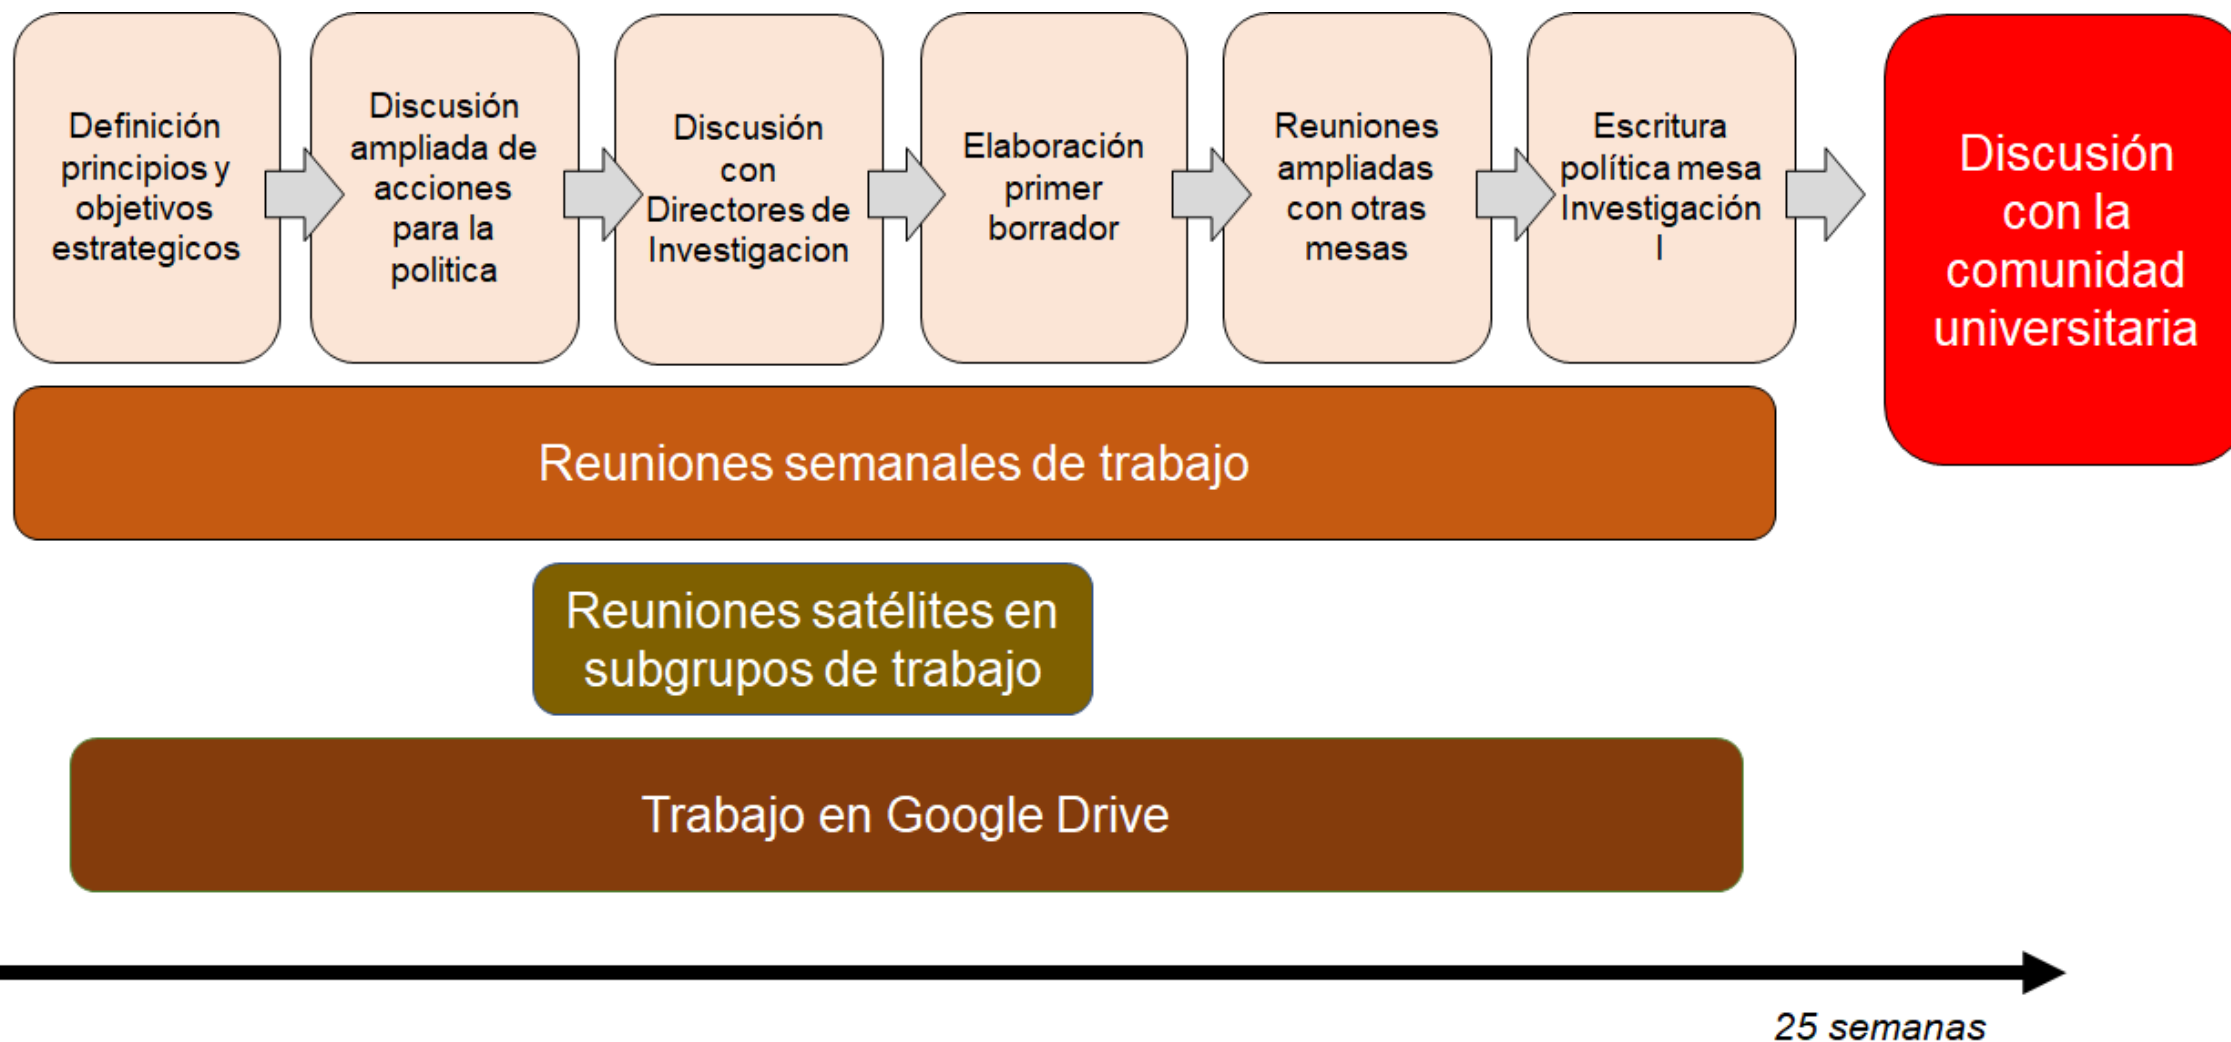 Definición
principios y
objetivos
estrategicos
Discusión
ampliada de
acciones
para la
politica
Discusión
con
Directores de
Investigacion
Elaboración
primer
borrador
Reuniones
ampliadas
con otras
mesas
Escritura
política mesa
Investigación
I
Discusión
con la
comunidad
universitaria
Reuniones semanales de trabajo
Reuniones satélites en
subgrupos de trabajo
Trabajo en Google Drive
25 semanas